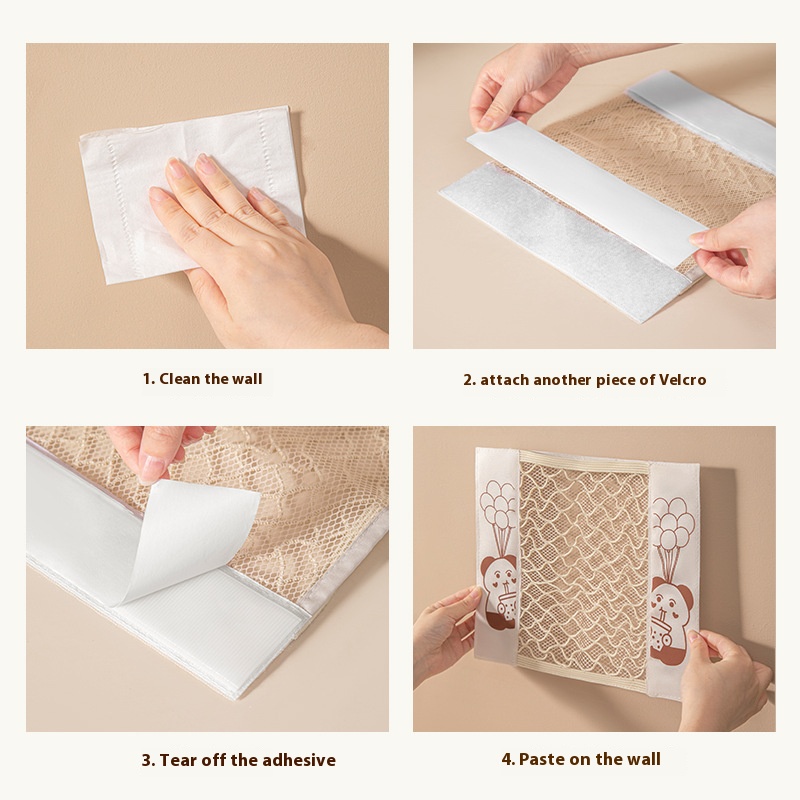 1. Clean the wall
2. attach another piece of Velcro
3. Tear off the adhesive
4. Paste on the wall